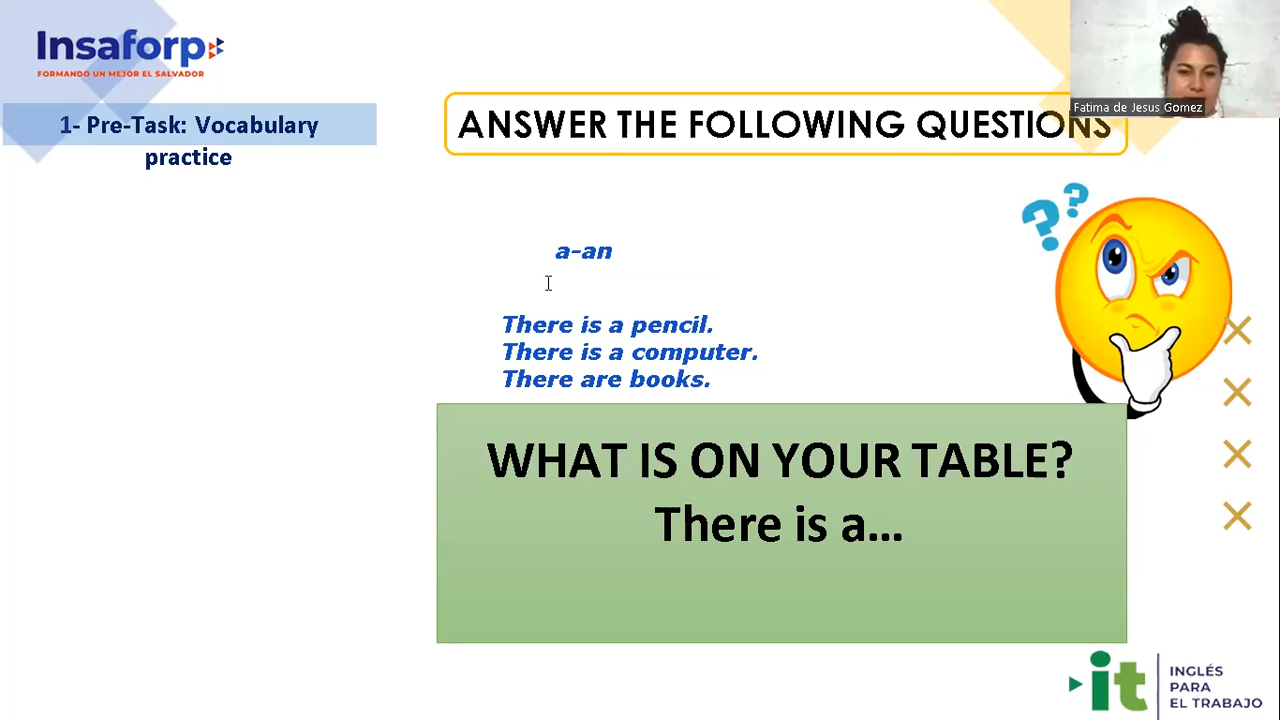 Insaforp
FORMANDO UN MEJOR EL SALVADOR
1- Pre-Task: Vocabulary
practice
ANSWER THE FOLLOWING QUESTIONS
Fatima de Jesus Gomez
??
a-an
There is a pencil.
There is a computer.
There are books.
WHAT IS ON YOUR TABLE?
There is a...
it
INGLÉS
PARA
EL TRABAJO